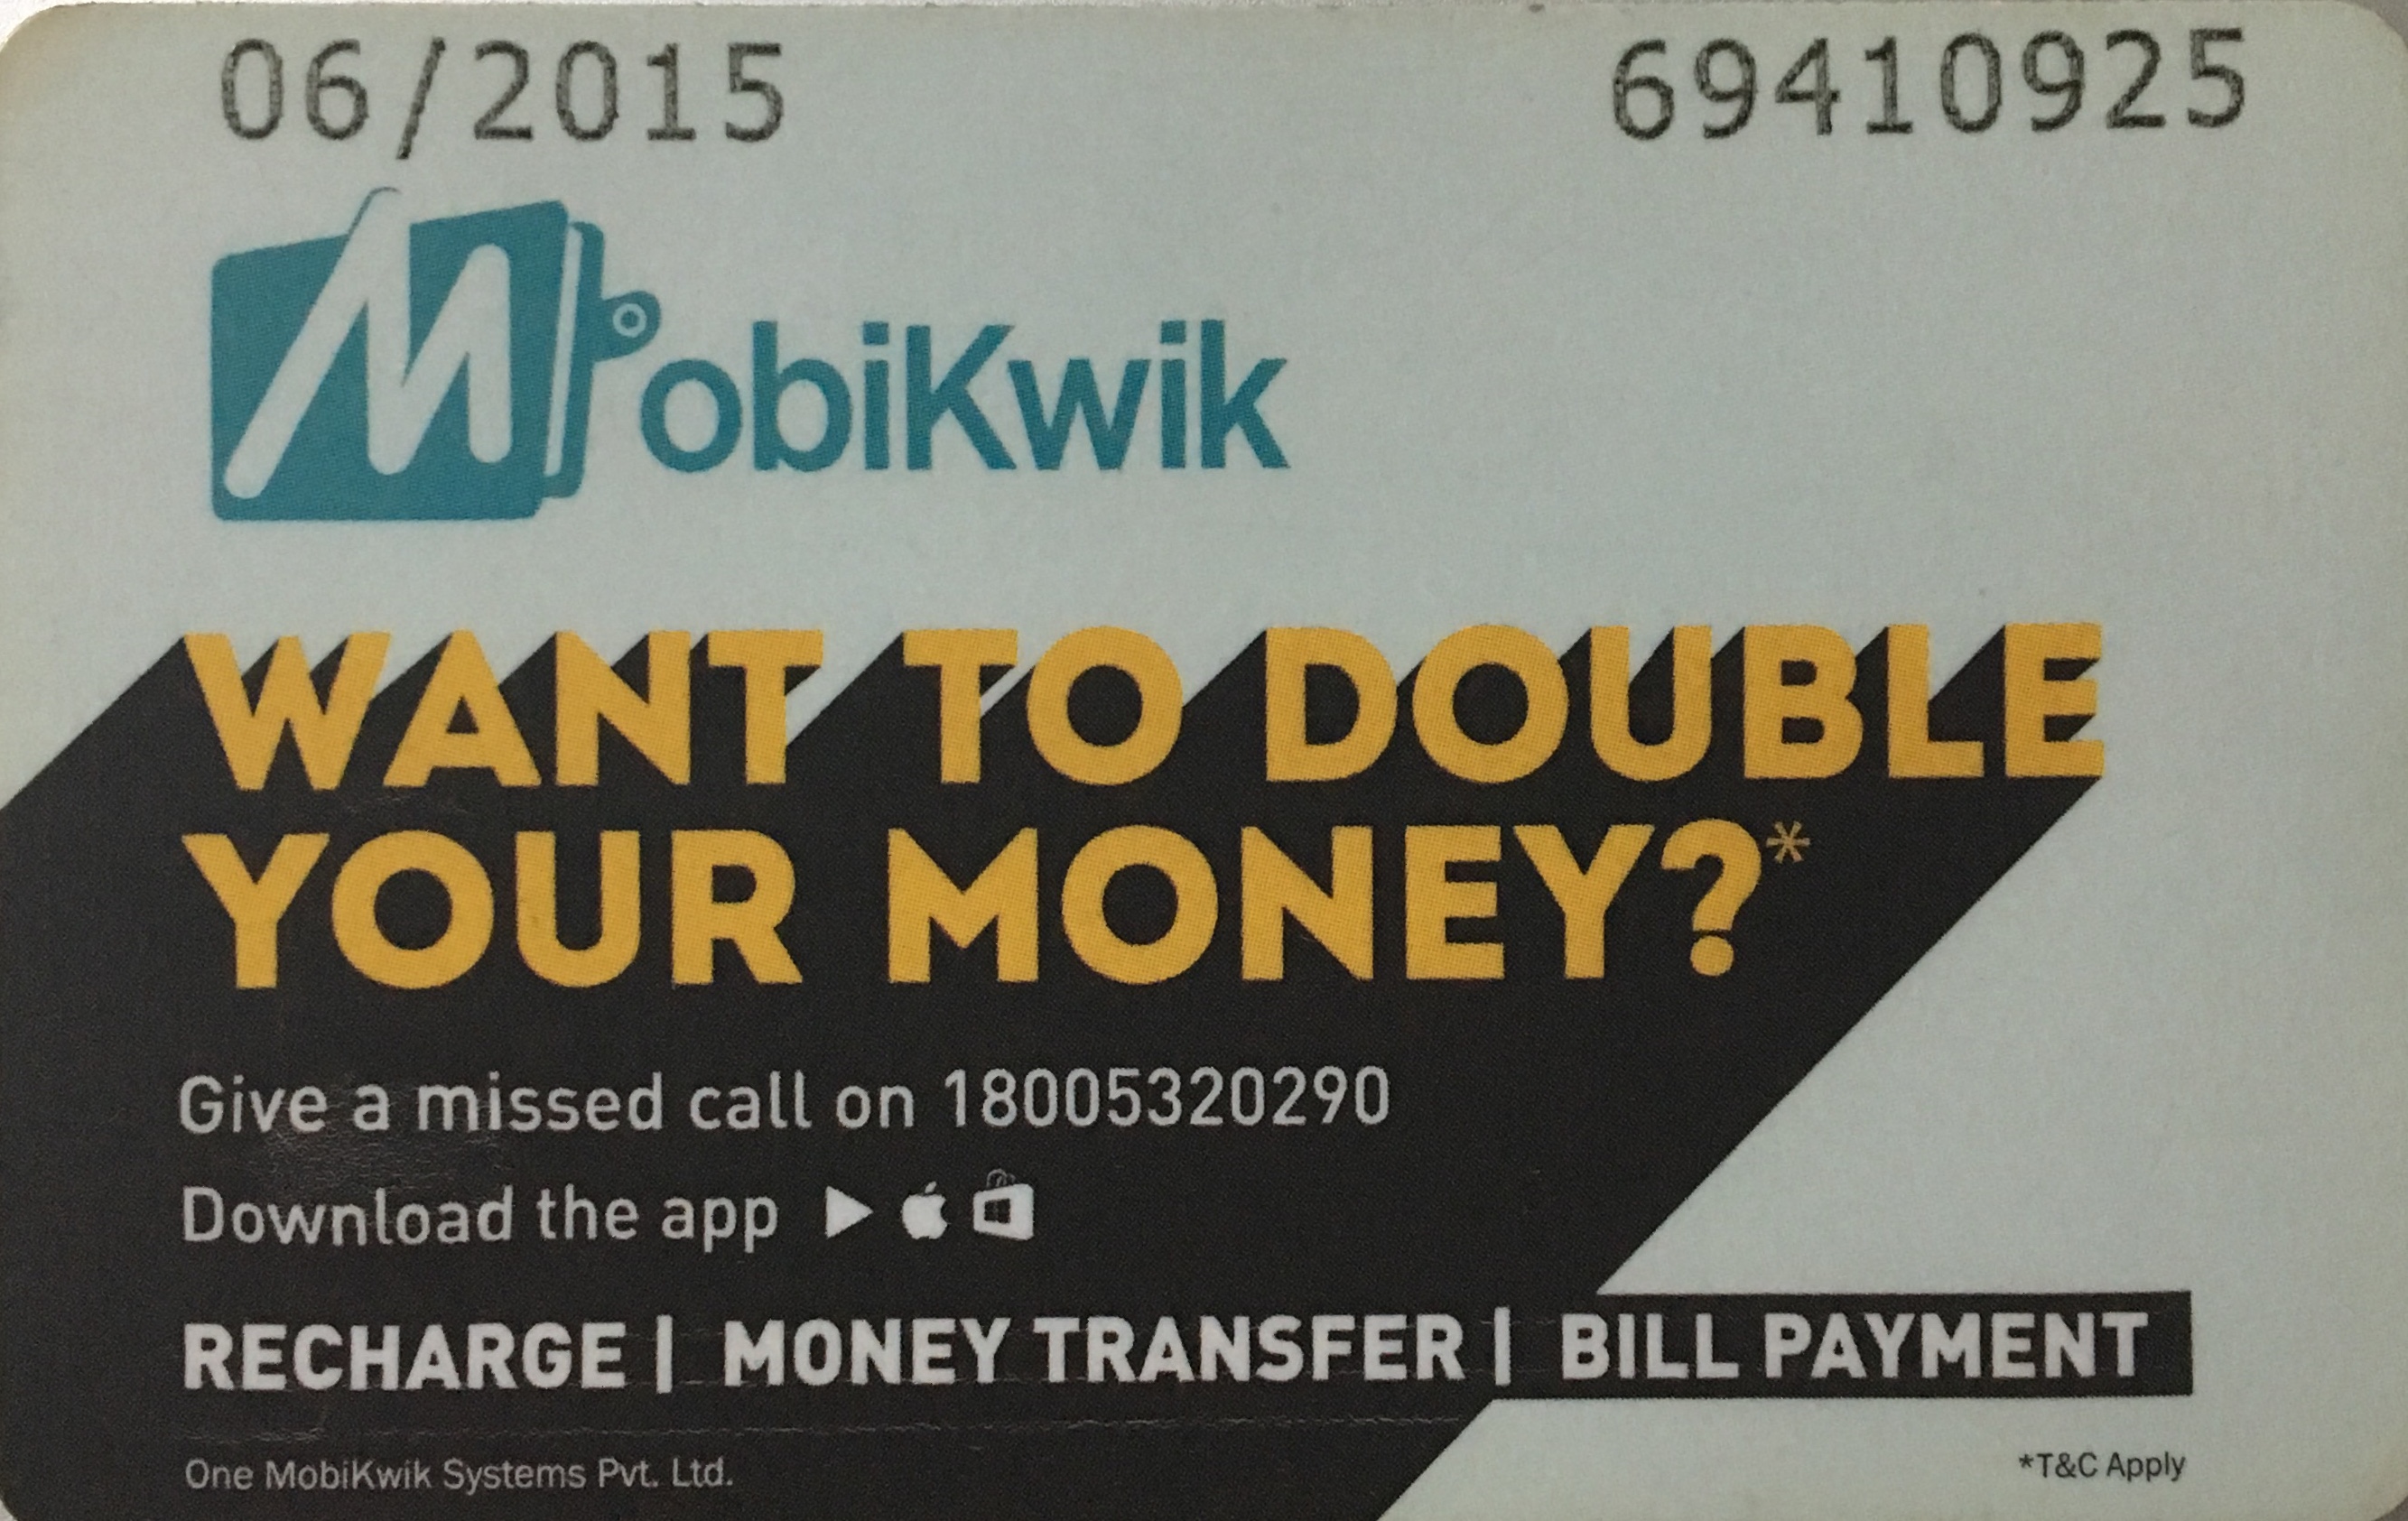 06/2015 69410925
MobiKwik
WANT TO DOUBLE
YOUR MONEY?*
Give a missed call on 18005320290
Download the app
RECHARGE | MONEY TRANSFER | BILL PAYMENT
One MobiKwik Systems Pvt. Ltd. *T&C Apply